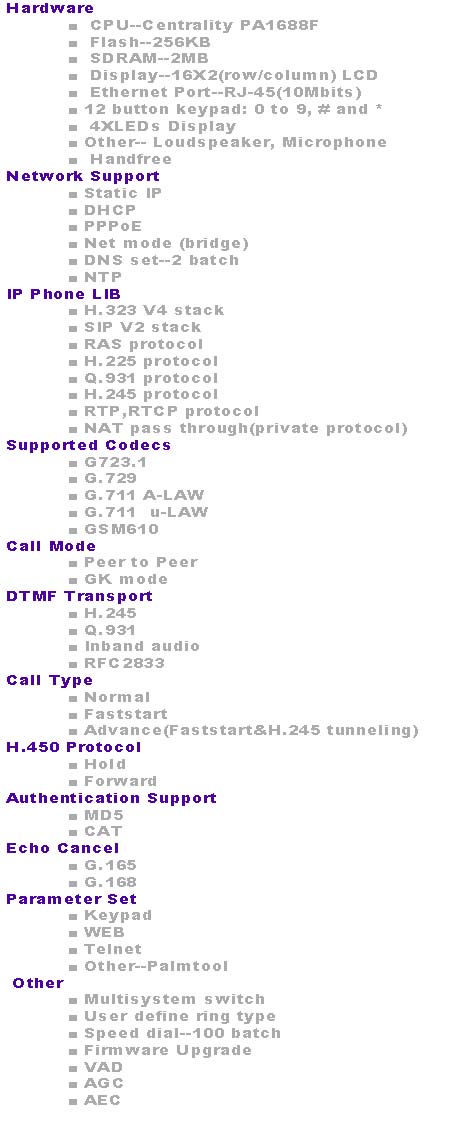 Hardware
CPU--Centrality PA1688F
Flash--256KB
SDRAM--2MB
Display--16X2(row/column) LCD
Ethernet Port--RJ-45(10Mbits)
12 button keypad: 0 to 9, # and *
4XLEDs Display
Other-- Loudspeaker, Microphone
Handfree
Network Support
Static IP
DHCP
PPPoE
Net mode (bridge)
DNS set--2 batch
NTP
IP Phone LIB
H.323 V4 stack
SIP V2 stack
RAS protocol
H.225 protocol
Q.931 protocol
H.245 protocol
RTP,RTCP protocol
NAT pass through(private protocol)
Supported Codecs
G723.1
G.729
G.711 A-LAW
G.711 u-LAW
GSM610
Call Mode
Peer to Peer
GK mode
DTMF Transport
H.245
Q.931
Inband audio
RFC2833
Call Type
Normal
Faststart
Advance(Faststart&H.245 tunneling)
H.450 Protocol
Hold
Forward
Authentication Support
MD5
CAT
Echo Cancel
G.165
G.168
Parameter Set
Keypad
WEB
Telnet
Other--Palmtool
Other
Multisystem switch
User define ring type
Speed dial--100 batch
Firmware Upgrade
VAD
AGC
AEC